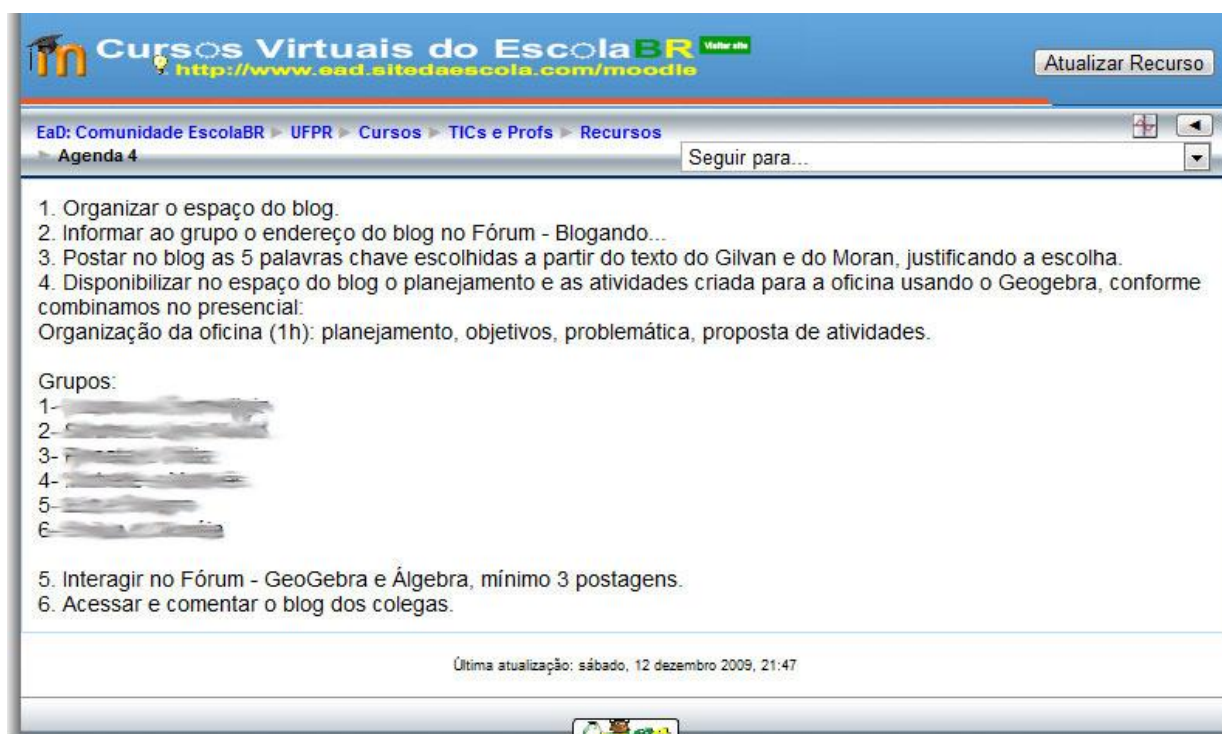 Cursos Virtuais do EscolaBR Visitar site
http://www.ead.sitedaescola.com/moodle
Atualizar Recurso
EaD: Comunidade EscolaBR ► UFPR ► Cursos ► TICs e Profs ► Recursos
► Agenda 4
Seguir para...
1. Organizar o espaço do blog.
2. Informar ao grupo o endereço do blog no Fórum - Blogando...
3. Postar no blog as 5 palavras chave escolhidas a partir do texto do Gilvan e do Moran, justificando a escolha.
4. Disponibilizar no espaço do blog o planejamento e as atividades criada para a oficina usando o Geogebra, conforme
combinamos no presencial:
Organização da oficina (1h): planejamento, objetivos, problemática, proposta de atividades.
Grupos:
1-
2-
3-
4-
5-
6-
5. Interagir no Fórum - GeoGebra e Álgebra, mínimo 3 postagens.
6. Acessar e comentar o blog dos colegas.
Última atualização: sábado, 12 dezembro 2009, 21:47